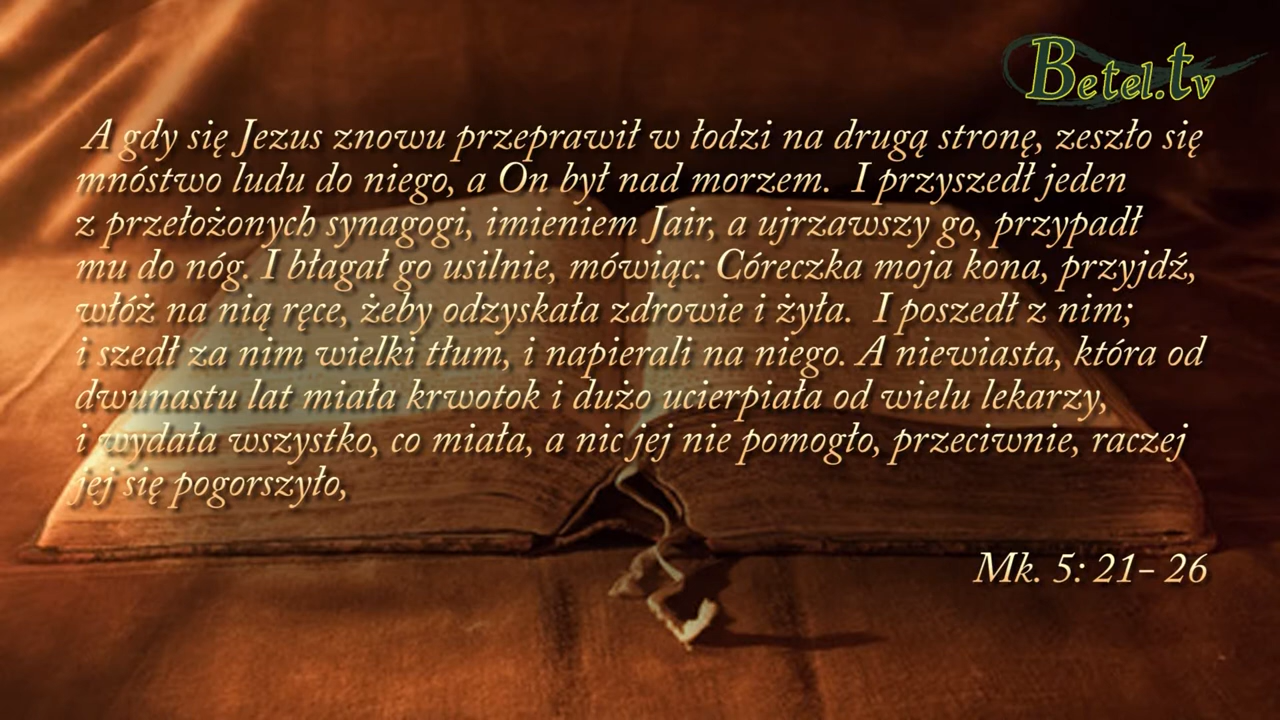 Betel.tv
A gdy się Jezus znowu przeprawił w łodzi na drugą stronę, zeszło się
mnóstwo ludu do niego, a On był nad morzem. I przyszedł jeden
z przełożonych synagogi, imieniem Jair, a ujrzawszy go, przypadł
mu do nóg. I błagał go usilnie, mówiąc: Córeczka moja kona, przyjdź,
włóż na nią ręce, żeby odzyskała zdrowie i żyła. I poszedł z nim;
i szedł za nim wielki tłum, i napierali na niego. A niewiasta, która od
dwunastu lat miała krwotok i dużo ucierpiała od wielu lekarzy,
i wydała wszystko, co miała, a nic jej nie pomogło, przeciwnie, raczej
jej się pogorszyło,
Mk. 5: 21- 26